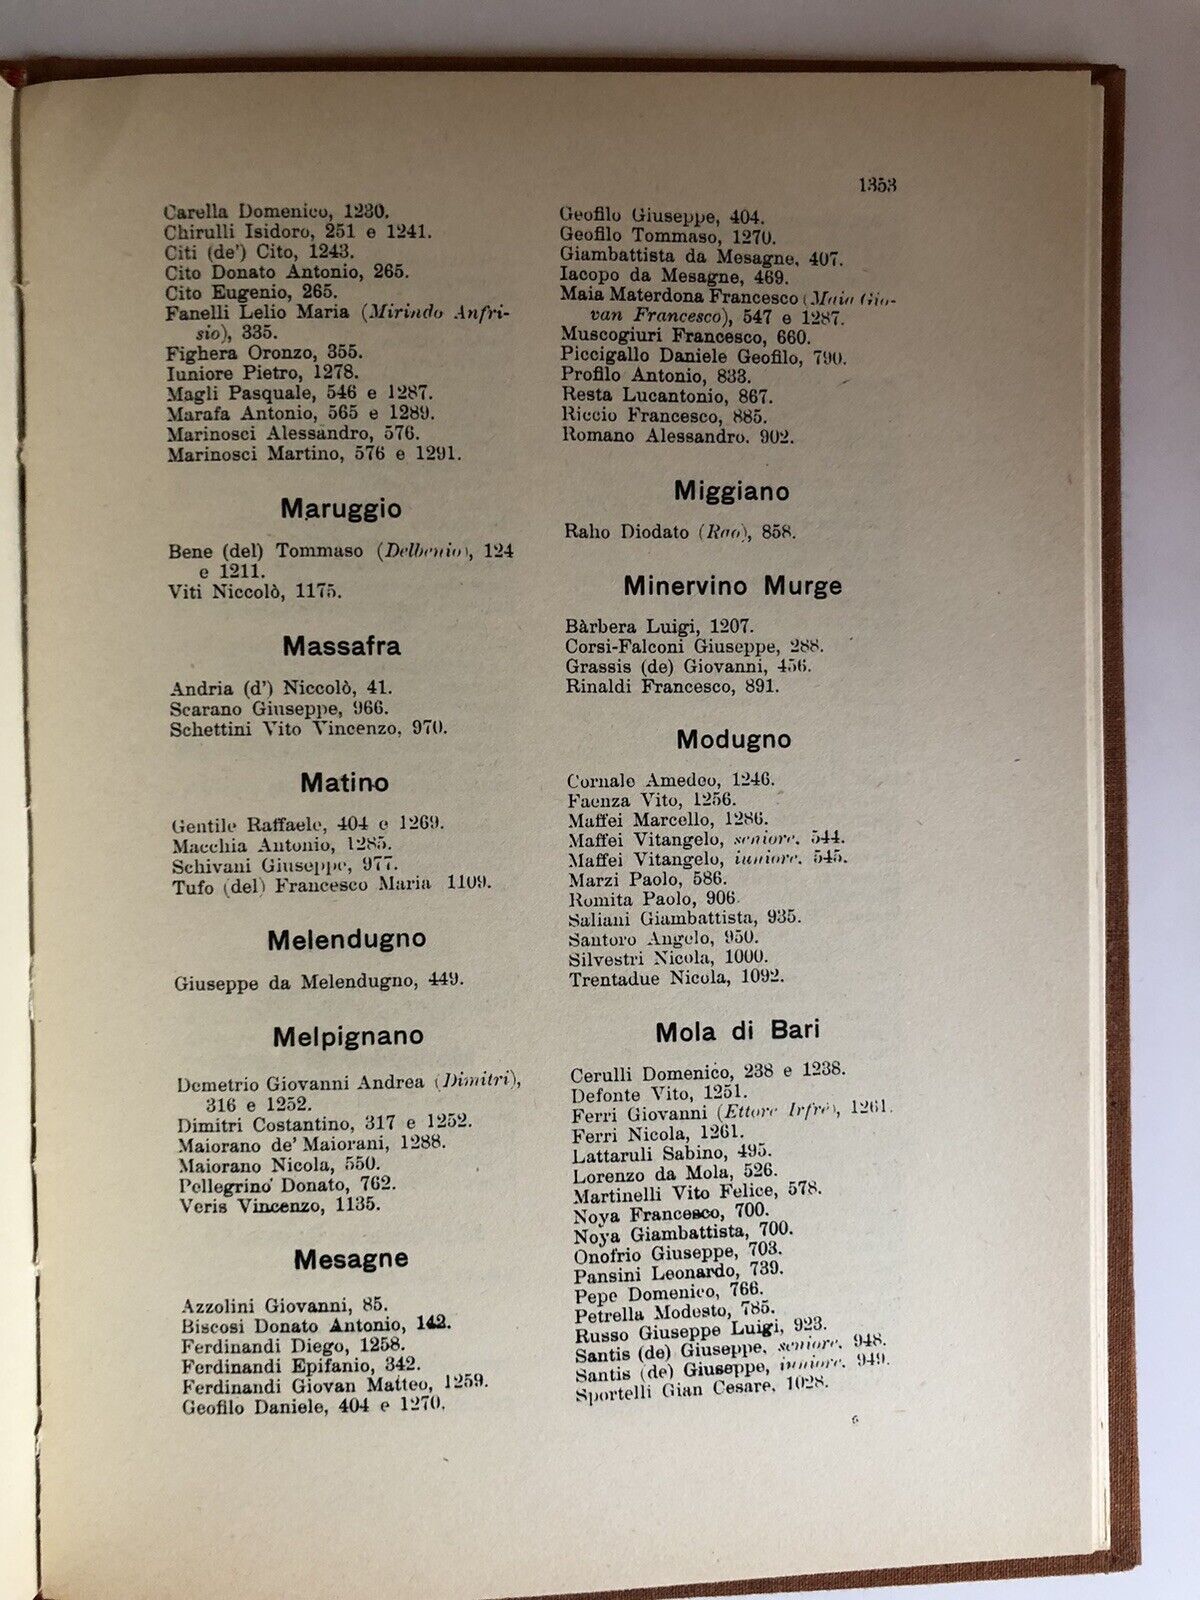 1353
Carella Domenico, 1230.
Chirulli Isidoro, 251 e 1241.
Citi (de') Cito, 1243.
Cito Donato Antonio, 265.
Cito Eugenio, 265.
Fanelli Lelio Maria (Mirindo Anfri-
sio), 335.
Fighera Oronzo, 355.
Iuniore Pietro, 1278.
Magli Pasquale, 546 e 1287.
Marafa Antonio, 565 e 1289.
Marinosci Alessandro, 576.
Marinosci Martino, 576 e 1291.
Maruggio
Bene (del) Tommaso (Delbenio), 124
e 1211.
Viti Niccolò, 1175.
Massafra
Andria (d') Niccolò, 41.
Scarano Giuseppe, 966.
Schettini Vito Vincenzo, 970.
Matino
Gentile Raffaele, 404 e 1269.
Macchia Antonio, 1285.
Schivani Giuseppe, 977.
Tufo (del) Francesco Maria 1109.
Melendugno
Giuseppe da Melendugno, 449.
Melpignano
Demetrio Giovanni Andrea (Dimitri),
316 e 1252.
Dimitri Costantino, 317 e 1252.
Maiorano de' Maiorani, 1288.
Maiorano Nicola, 550.
Pellegrino Donato, 762.
Veris Vincenzo, 1135.
Mesagne
Azzolini Giovanni, 85.
Biscosi Donato Antonio, 142.
Ferdinandi Diego, 1258.
Ferdinandi Epifanio, 342.
Ferdinandi Giovan Matteo, 1259.
Geofilo Daniele, 404 e 1270.
Geofilo Giuseppe, 404.
Geofilo Tommaso, 1270.
Giambattista da Mesagne, 407.
Iacopo da Mesagne, 469.
Maia Materdona Francesco (Maia Gio-
van Francesco), 547 e 1287.
Muscogiuri Francesco, 660.
Piccigallo Daniele Geofilo, 790.
Profilo Antonio, 833.
Resta Lucantonio, 867.
Riccio Francesco, 885.
Romano Alessandro. 902.
Miggiano
Raho Diodato (Rao), 858.
Minervino Murge
Bàrbera Luigi, 1207.
Corsi-Falconi Giuseppe, 288.
Grassis (de) Giovanni, 456.
Rinaldi Francesco, 891.
Modugno
Cornale Amedeo, 1246.
Faenza Vito, 1256.
Maffei Marcello, 1286.
Maffei Vitangelo, seniore. 544.
Maffei Vitangelo, iuniore. 545.
Marzi Paolo, 586.
Romita Paolo, 906.
Saliani Giambattista, 935.
Santoro Angelo, 950.
Silvestri Nicola, 1000.
Trentadue Nicola, 1092.
Mola di Bari
Cerulli Domenico, 238 e 1238.
Defonte Vito, 1251.
Ferri Giovanni (Ettore Irfré), 1261.
Ferri Nicola, 1261.
Lattaruli Sabino, 495.
Lorenzo da Mola, 526.
Martinelli Vito Felice, 578.
Noya Francesco, 700.
Noya Giambattista, 700.
Onofrio Giuseppe, 703.
Pansini Leonardo, 739.
Pepe Domenico, 766.
Petrella Modesto, 785.
Russo Giuseppe Luigi, 923.
Santis (de) Giuseppe, seniore. 948.
Santis (de) Giuseppe, iuniore. 949.
Sportelli Gian Cesare, 1028.